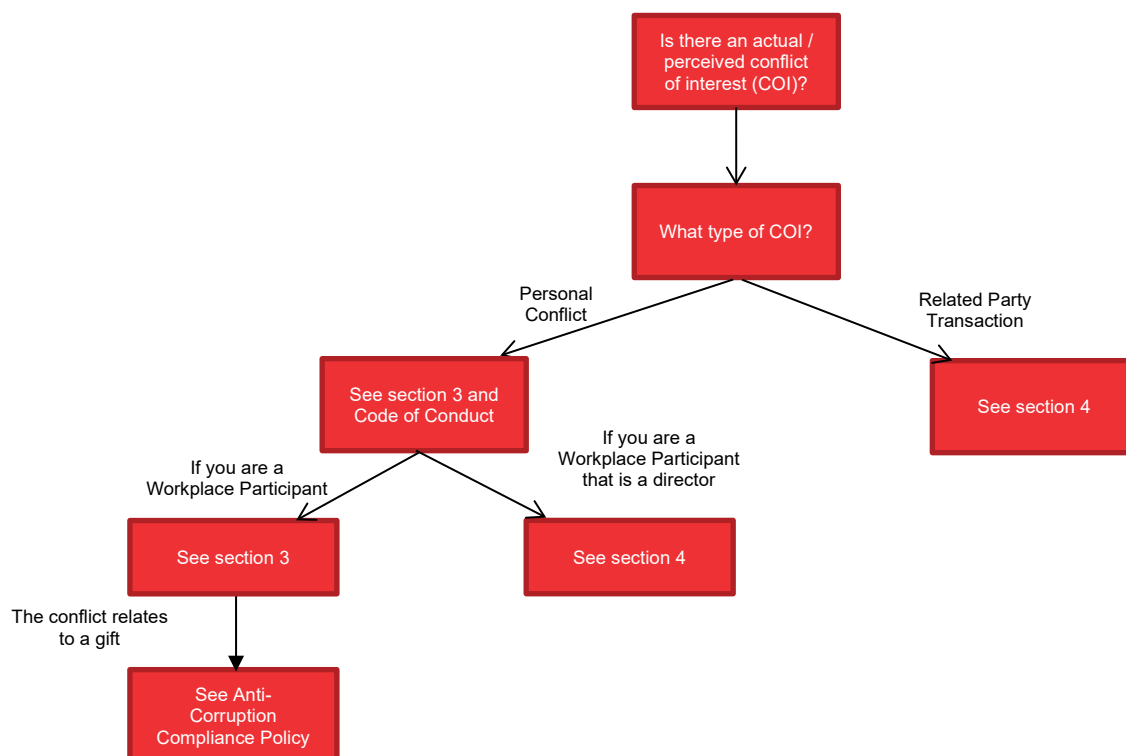 Is there an actual /
perceived conflict
of interest (COI)?
What type of COI?
Personal
Conflict
Related Party
Transaction
See section 3 and
Code of Conduct
See section 4
If you are a
Workplace Participant
If you are a
Workplace Participant
that is a director
See section 3
See section 4
The conflict relates
to a gift
See Anti-
Corruption
Compliance Policy